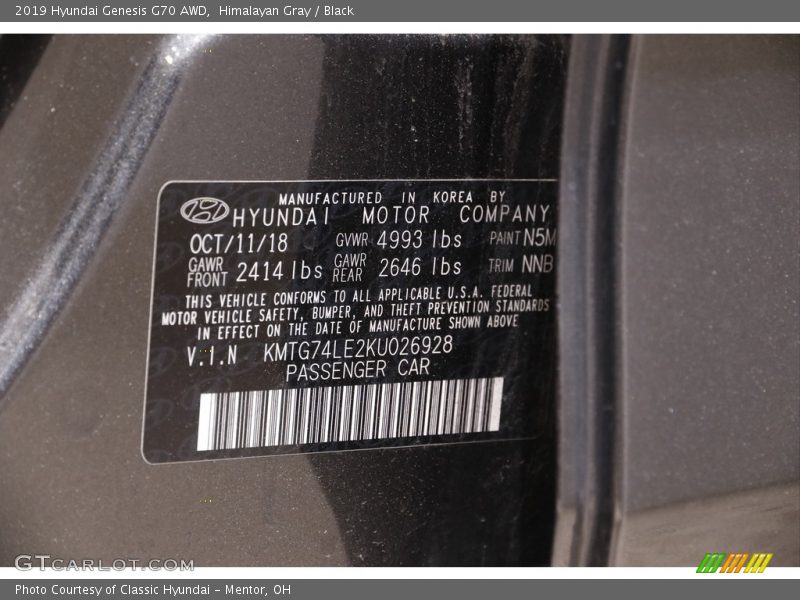 2019 Hyundai Genesis G70 AWD, Himalayan Gray / Black
MANUFACTURED IN KOREA BY
HYUNDAI MOTOR COMPANY
OCT/11/18 GVWR 4993 lbs PAINT N5M
GAWR FRONT 2414 lbs GAWR REAR 2646 lbs TRIM NNB
THIS VEHICLE CONFORMS TO ALL APPLICABLE U.S.A. FEDERAL
MOTOR VEHICLE SAFETY, BUMPER, AND THEFT PREVENTION STANDARDS
IN EFFECT ON THE DATE OF MANUFACTURE SHOWN ABOVE
V.I.N KMTG74LE2KU026928
PASSENGER CAR
GTCarLot.com
Photo Courtesy of Classic Hyundai - Mentor, OH